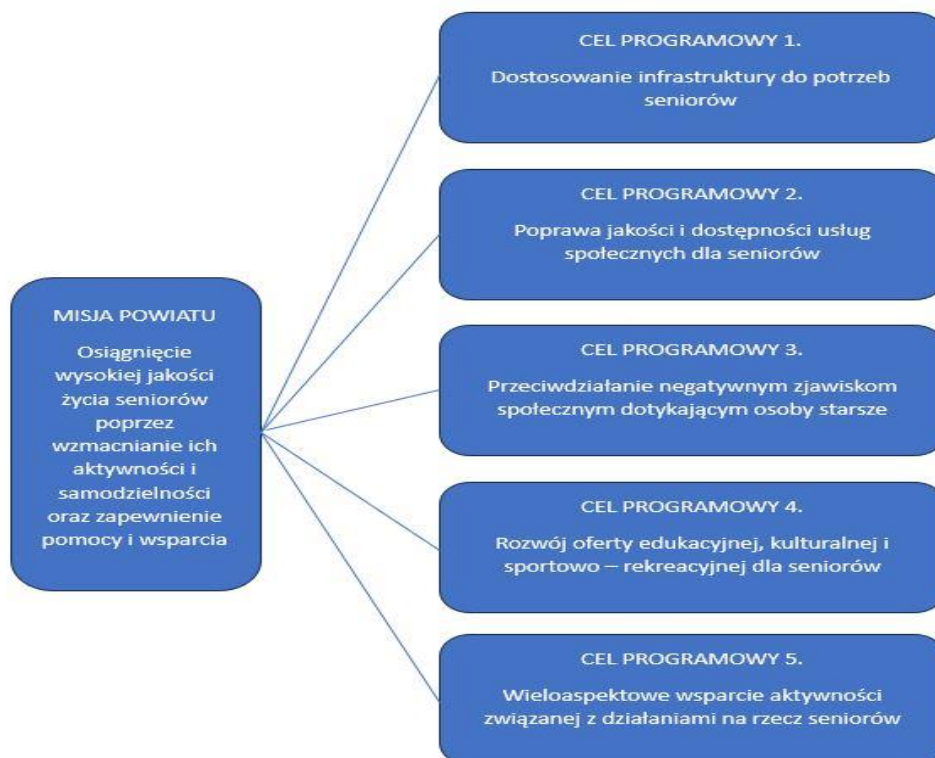 MISJA POWIATU
Osiągnięcie
wysokiej jakości
życia seniorów
poprzez
wzmacnianie ich
aktywności i
samodzielności
oraz zapewnienie
pomocy i wsparcia
CEL PROGRAMOWY 1.
Dostosowanie infrastruktury do potrzeb
seniorów
CEL PROGRAMOWY 2.
Poprawa jakości i dostępności usług
społecznych dla seniorów
CEL PROGRAMOWY 3.
Przeciwdziałanie negatywnym zjawiskom
społecznym dotykającym osoby starsze
CEL PROGRAMOWY 4.
Rozwój oferty edukacyjnej, kulturalnej i
sportowo – rekreacyjnej dla seniorów
CEL PROGRAMOWY 5.
Wieloaspektowe wsparcie aktywności
związanej z działaniami na rzecz seniorów